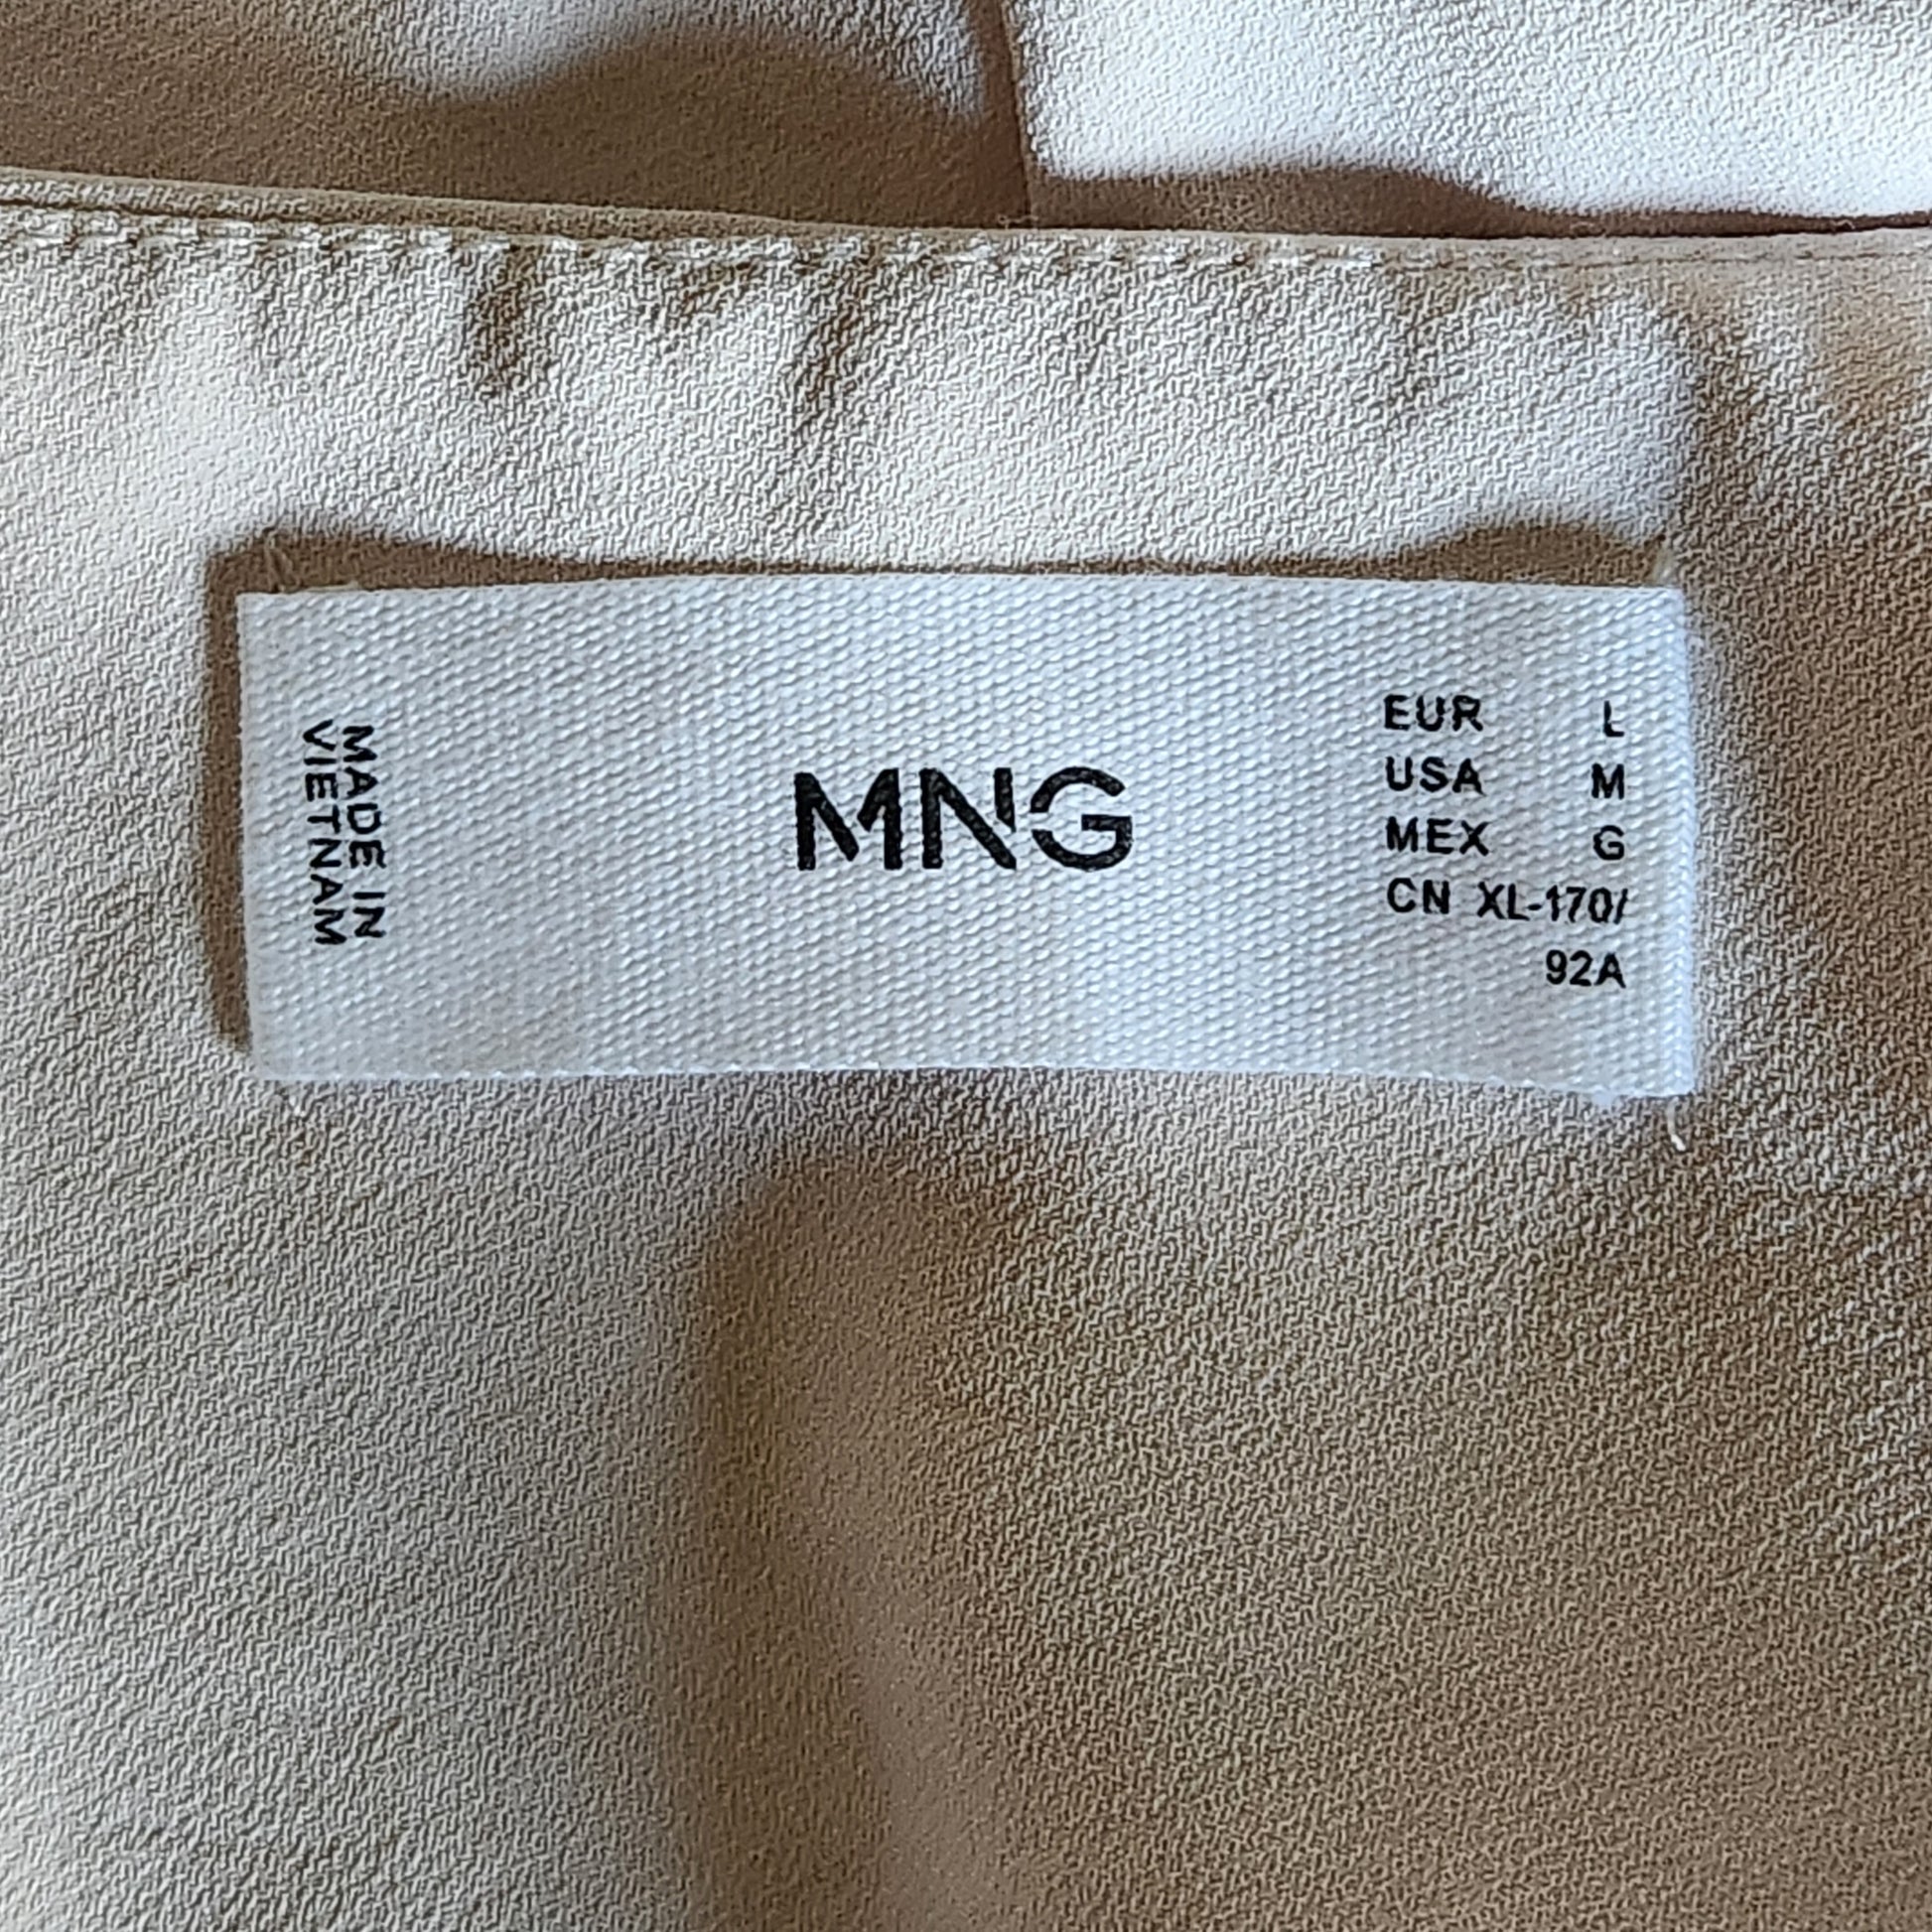 MADE IN
VIETNAM
MNG
EUR L
USA M
MEX G
CN XL-170/
92A